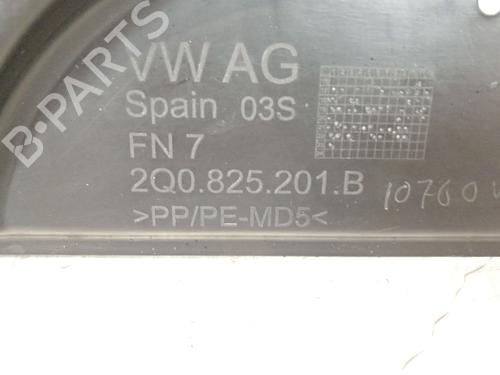 B-PARTS
VW AG
Spain 03S
FN 7
2Q0.825.201.B
>PP/PE-MD5<